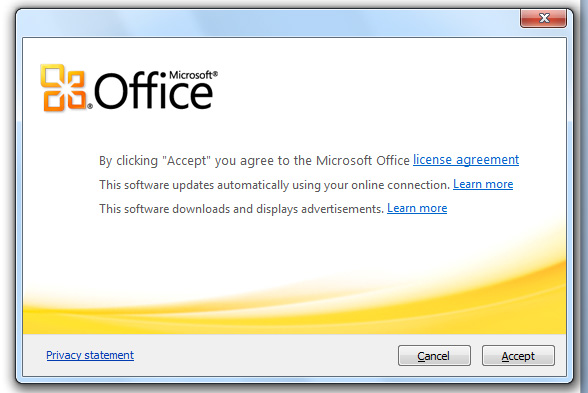 Microsoft®
Office
By clicking "Accept" you agree to the Microsoft Office license agreement
This software updates automatically using your online connection. Learn more
This software downloads and displays advertisements. Learn more
Privacy statement
Cancel
Accept